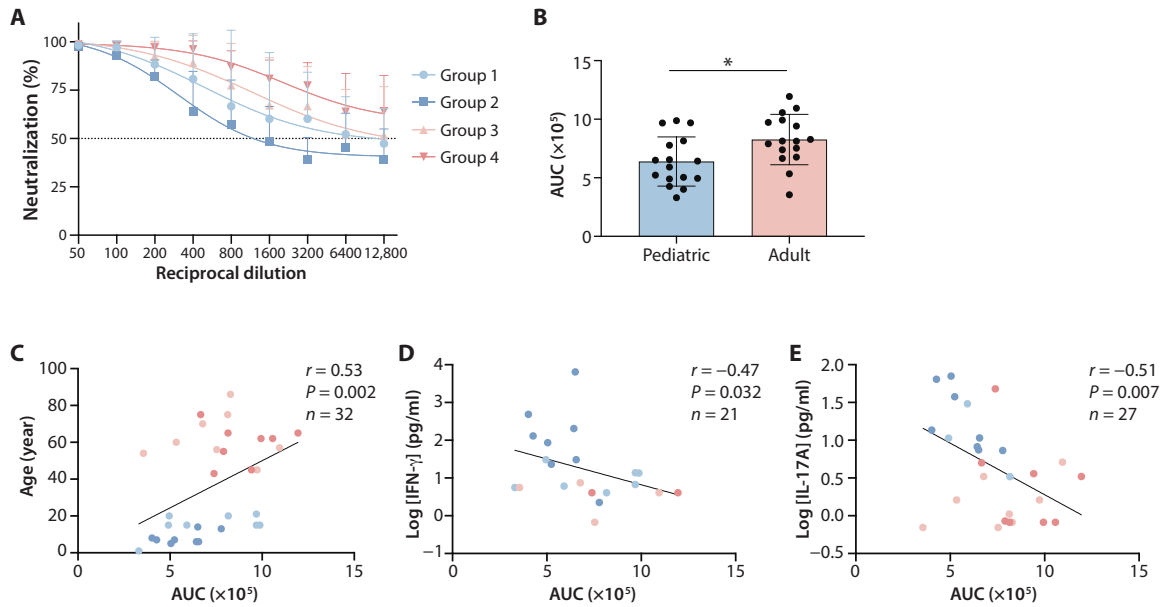 A
Neutralization (%)
100
75
50
25
0
50 100 200 400 800 1600 3200 6400 12,800
Reciprocal dilution
Group 1
Group 2
Group 3
Group 4
B
AUC (×10⁵)
15
10
5
0
*
Pediatric Adult
C
Age (year)
100
80
60
40
20
0
0 5 10 15
AUC (×10⁵)
r = 0.53
P = 0.002
n = 32
D
Log [IFN-γ] (pg/ml)
4
3
2
1
0
−1
0 5 10 15
AUC (×10⁵)
r = −0.47
P = 0.032
n = 21
E
Log [IL-17A] (pg/ml)
2.0
1.5
1.0
0.5
0.0
−0.5
0 5 10 15
AUC (×10⁵)
r = −0.51
P = 0.007
n = 27